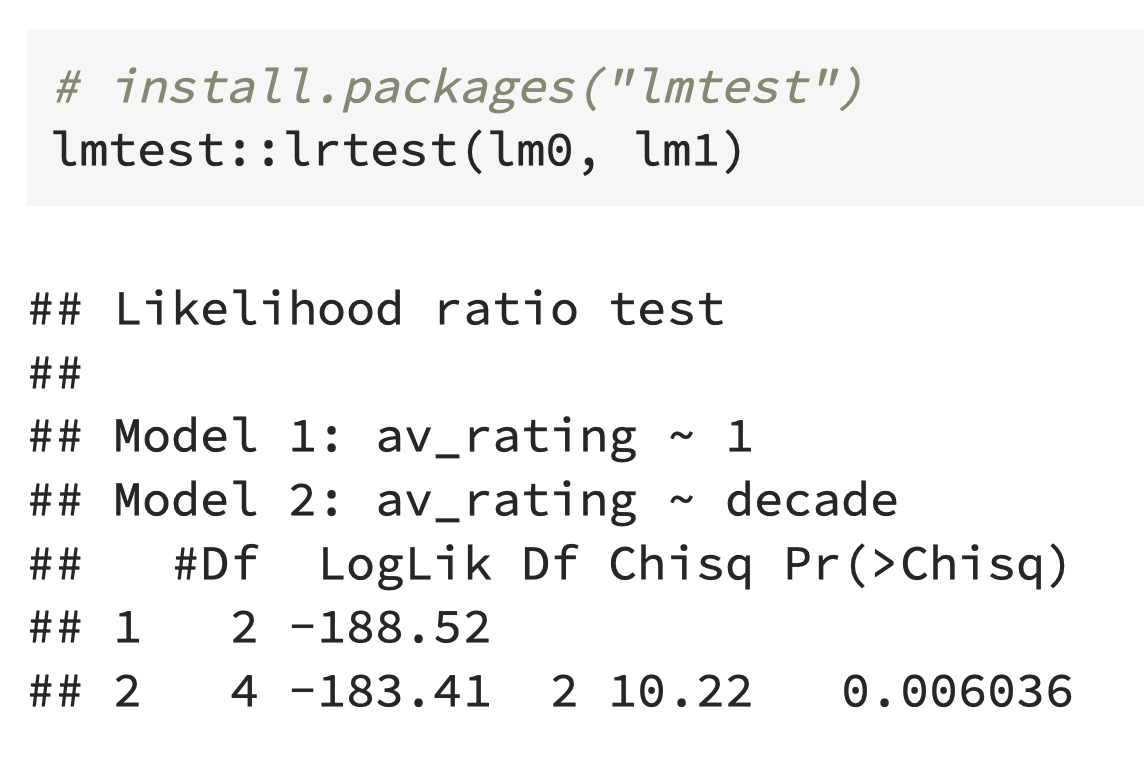 # install.packages("lmtest")
lmtest::lrtest(lm0, lm1)
## Likelihood ratio test
##
## Model 1: av_rating ~ 1
## Model 2: av_rating ~ decade
##   #Df  LogLik Df Chisq Pr(>Chisq)
## 1   2 -188.52
## 2   4 -183.41  2 10.22   0.006036